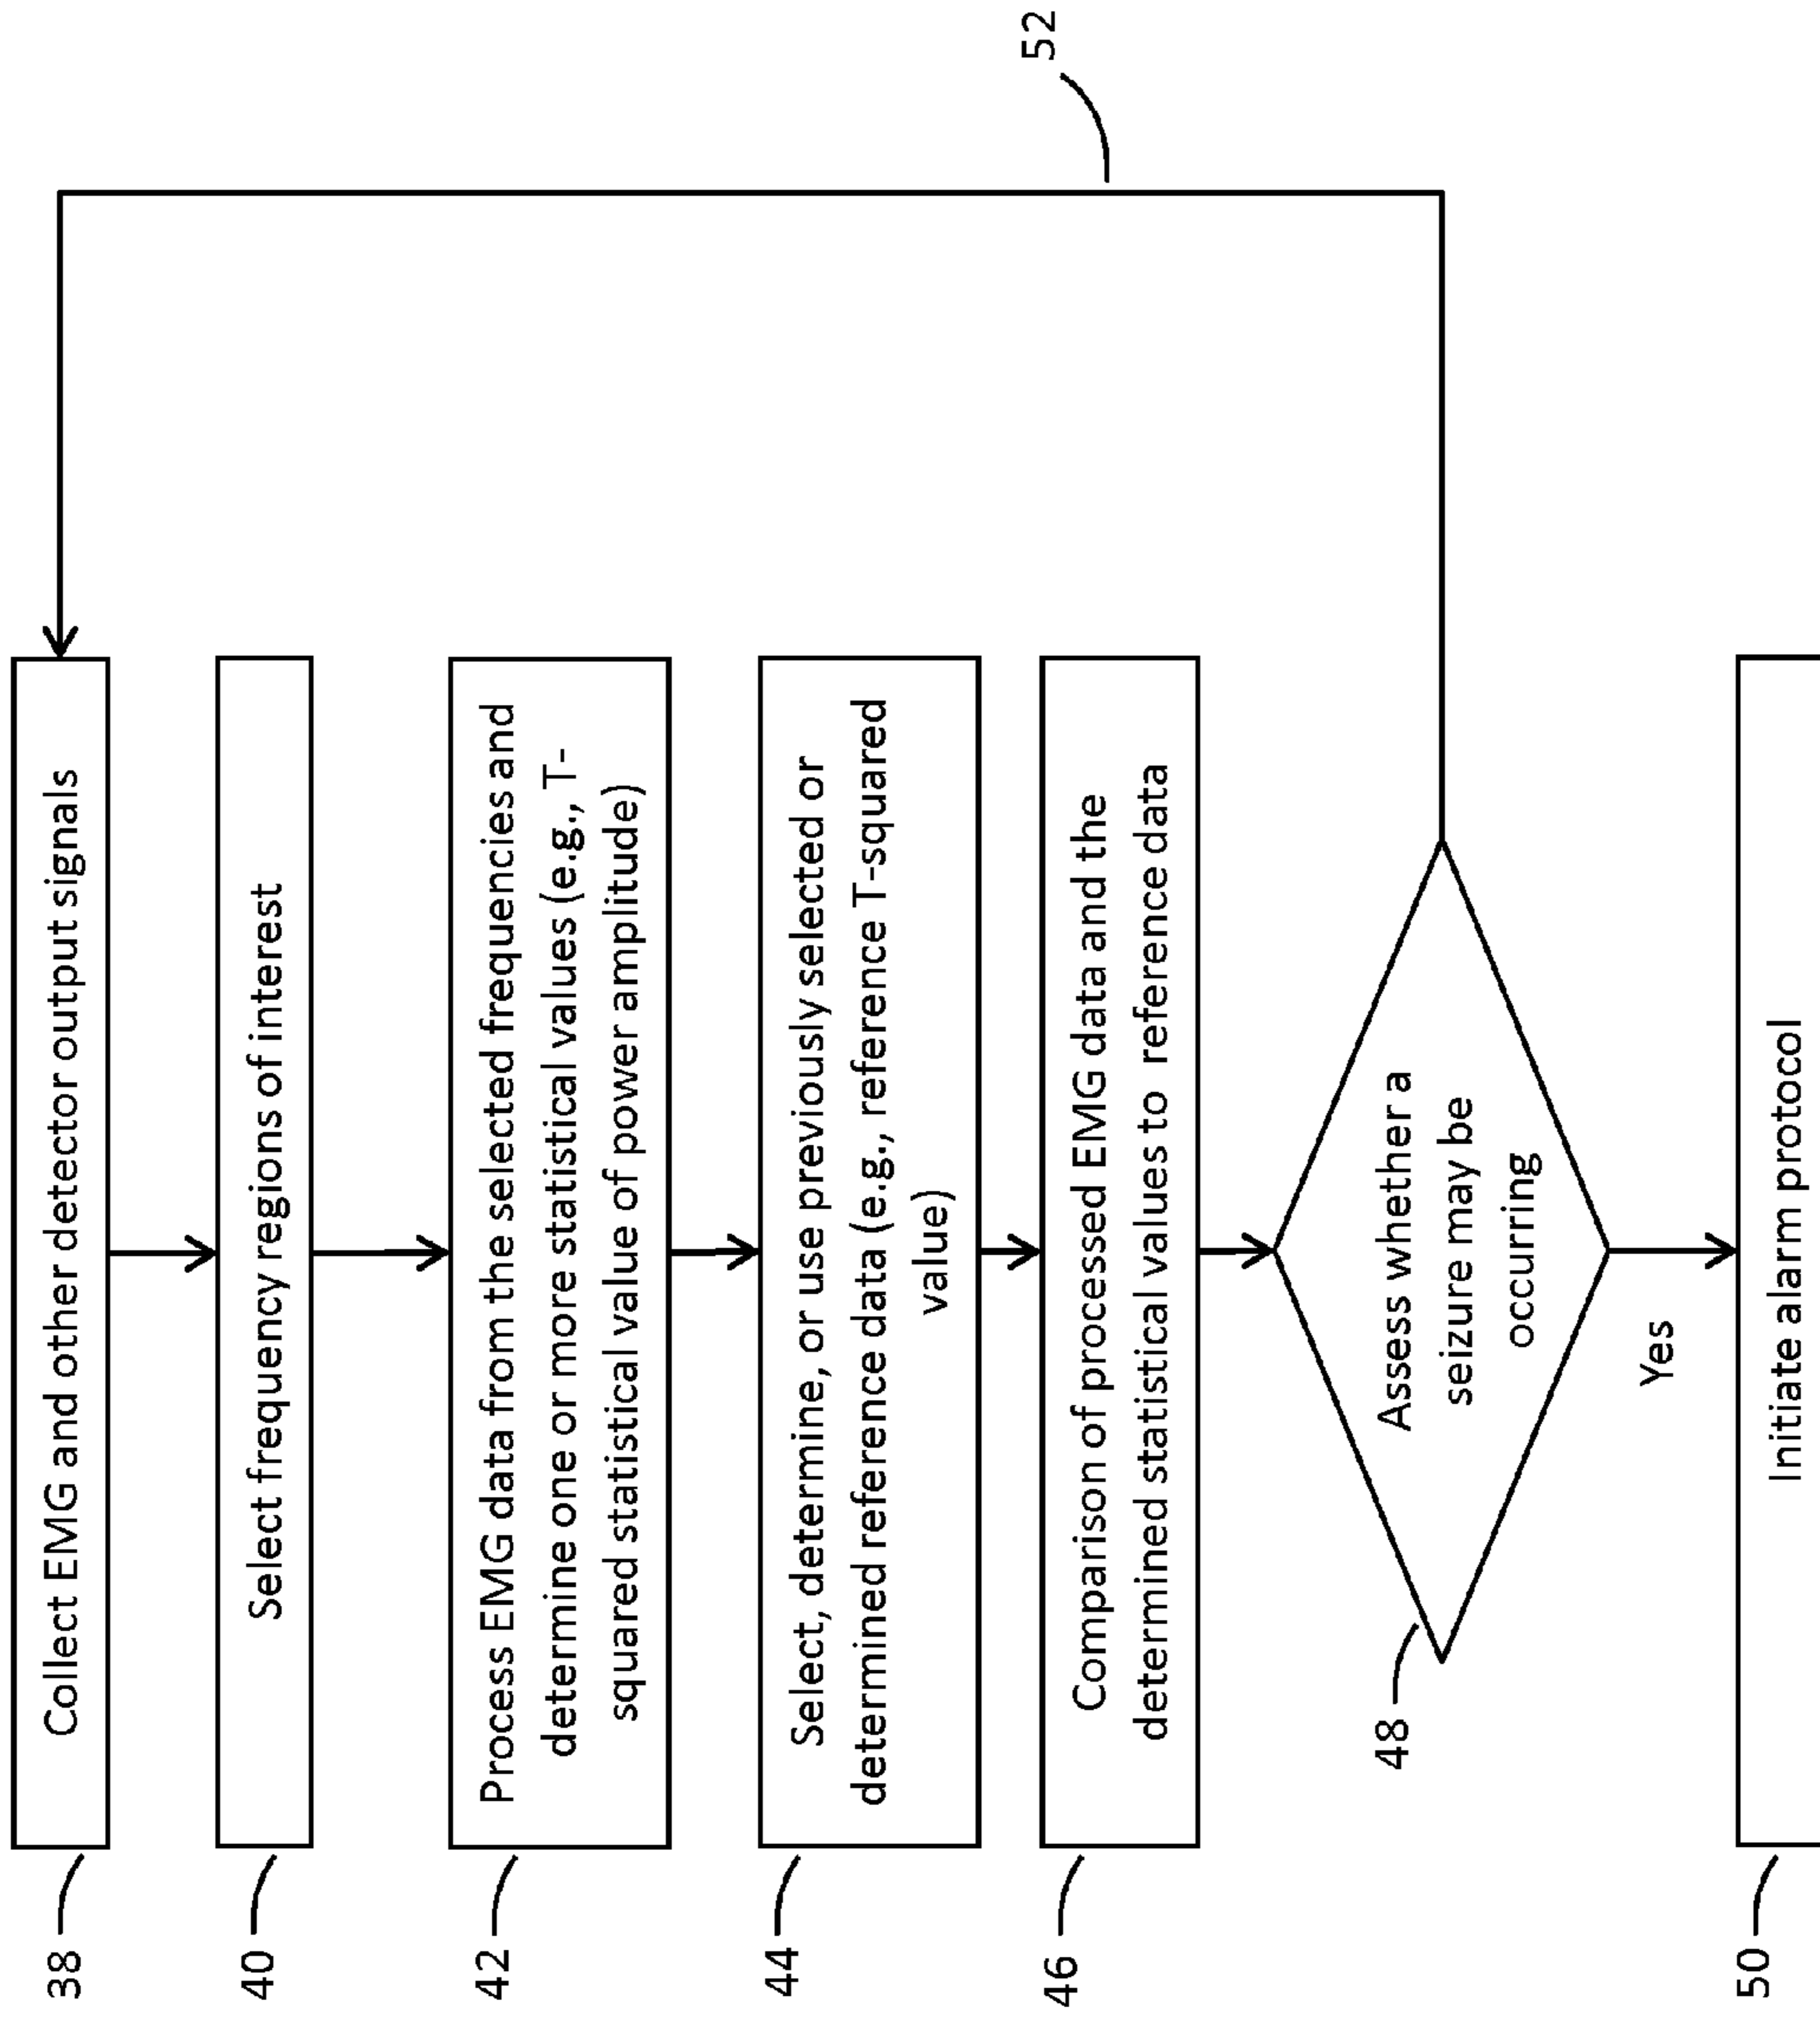 38
Collect EMG and other detector output signals
40
Select frequency regions of interest
42
Process EMG data from the selected frequencies and
determine one or more statistical values (e.g., T-
squared statistical value of power amplitude)
44
Select, determine, or use previously selected or
determined reference data (e.g., reference T-squared
value)
46
Comparison of processed EMG data and the
determined statistical values to reference data
48
Assess whether a
seizure may be
occurring
52
Yes
50
Initiate alarm protocol